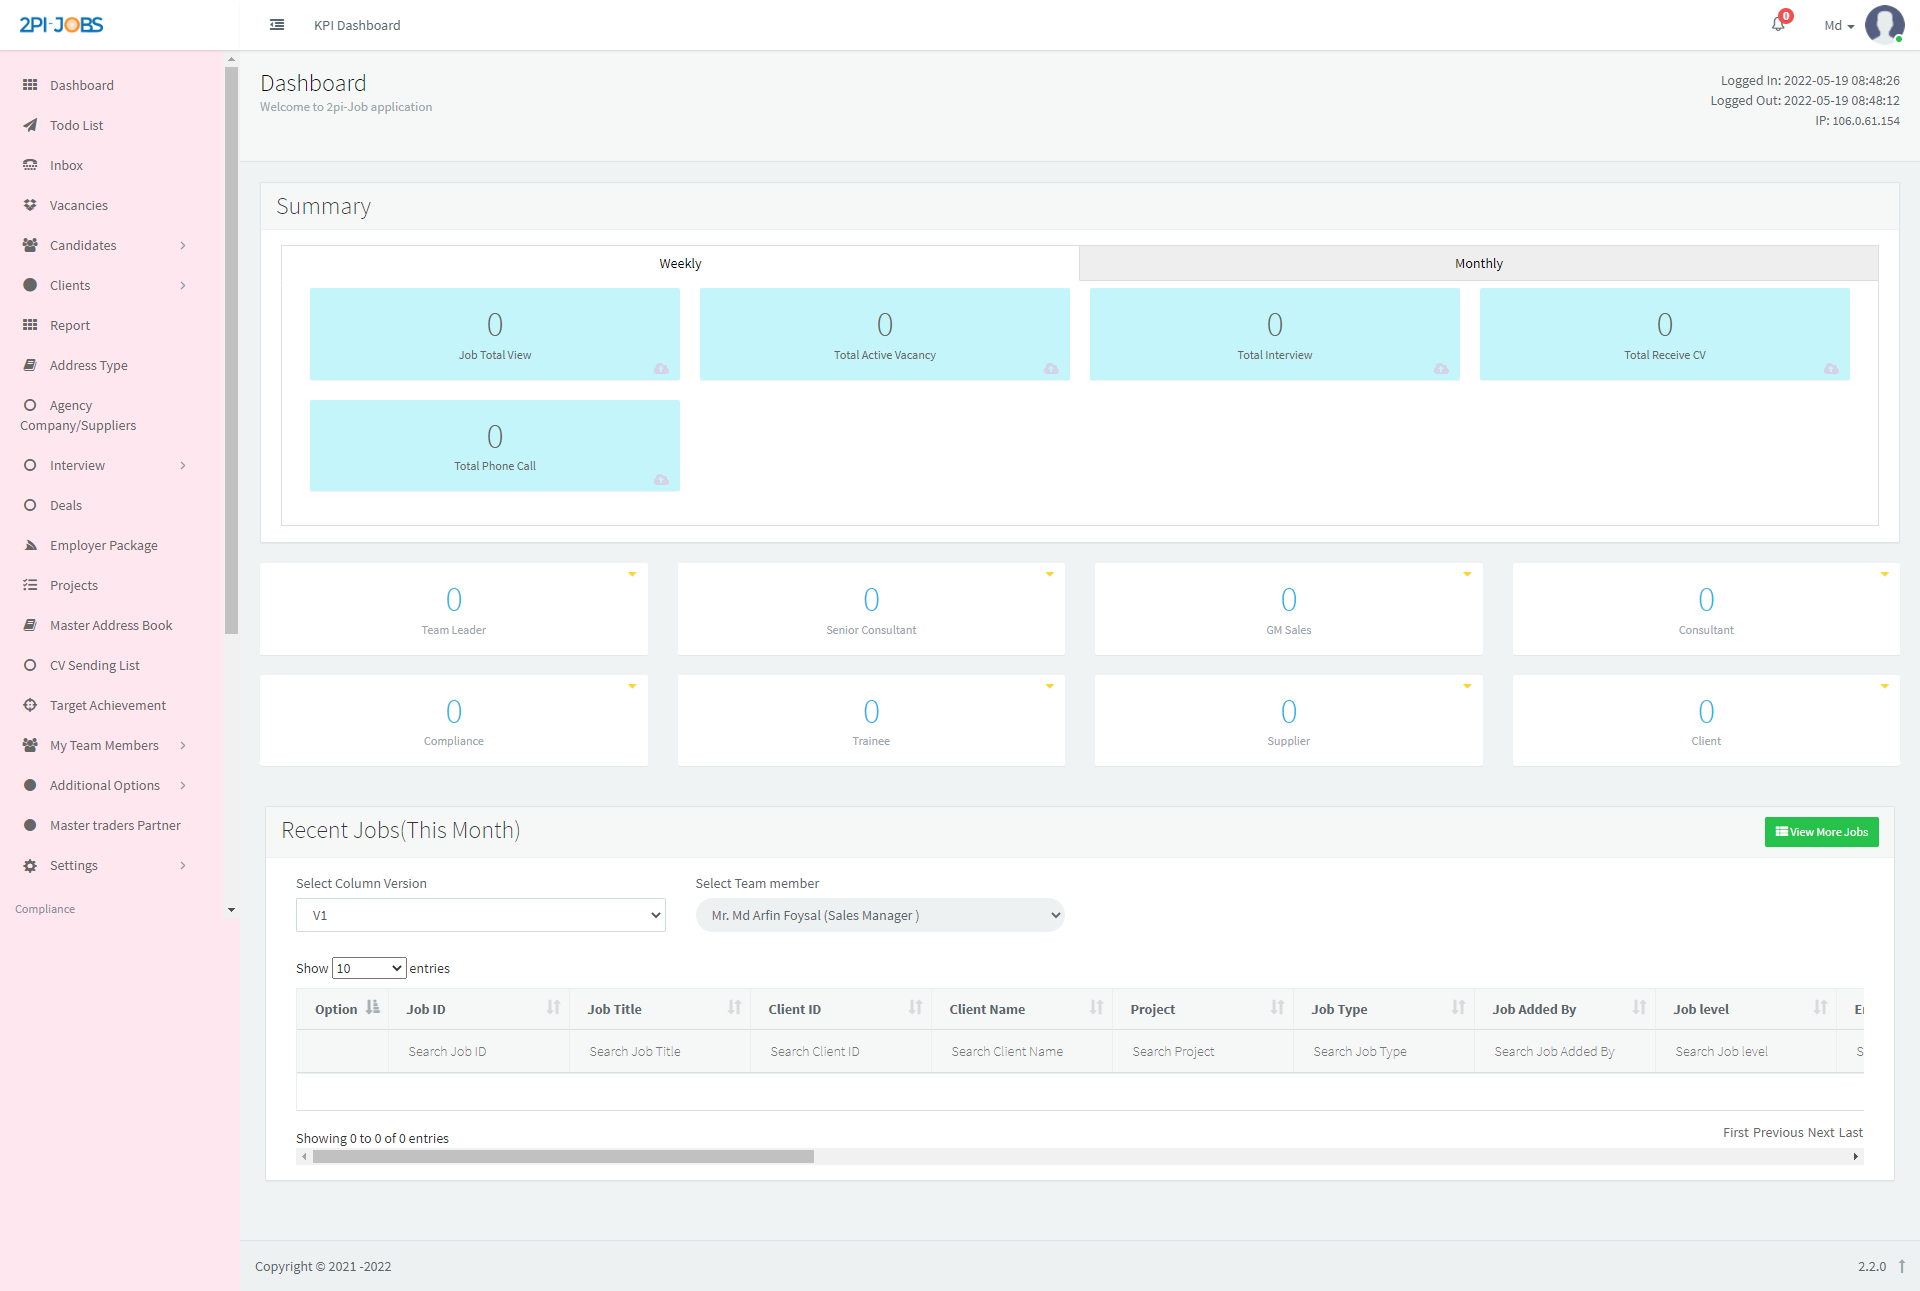 2PI-JOBS
KPI Dashboard
0
Md
Dashboard
Todo List
Inbox
Vacancies
Candidates
Clients
Report
Address Type
Agency
Company/Suppliers
Interview
Deals
Employer Package
Projects
Master Address Book
CV Sending List
Target Achievement
My Team Members
Additional Options
Master traders Partner
Settings
Compliance
Dashboard
Welcome to 2pi-Job application
Logged In: 2022-05-19 08:48:26
Logged Out: 2022-05-19 08:48:12
IP: 106.0.61.154
Summary
Weekly
Monthly
0
Job Total View
0
Total Active Vacancy
0
Total Interview
0
Total Receive CV
0
Total Phone Call
0
Team Leader
0
Senior Consultant
0
GM Sales
0
Consultant
0
Compliance
0
Trainee
0
Supplier
0
Client
Recent Jobs(This Month)
View More Jobs
Select Column Version
V1
Select Team member
Mr. Md Arfin Foysal (Sales Manager )
Show 10 entries
Option Job ID Job Title Client ID Client Name Project Job Type Job Added By Job level
Search Job ID Search Job Title Search Client ID Search Client Name Search Project Search Job Type Search Job Added By Search Job level S
Showing 0 to 0 of 0 entries
First Previous Next Last
Copyright © 2021 -2022
2.2.0